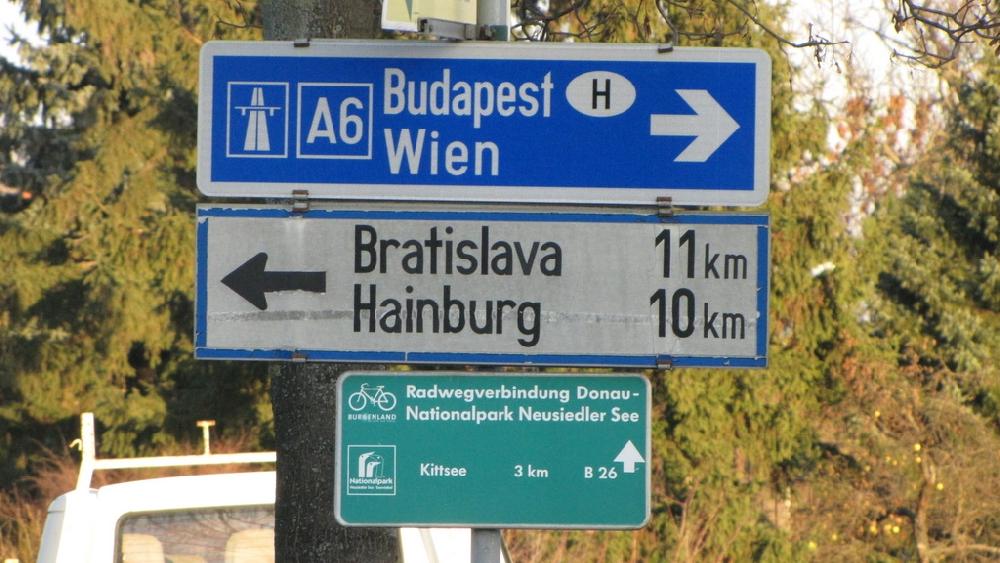 A6
Budapest H
Wien
Bratislava 11 km
Hainburg 10 km
BURGENLAND
Radwegverbindung Donau-
Nationalpark Neusiedler See
Nationalpark
Kittsee 3 km B 26